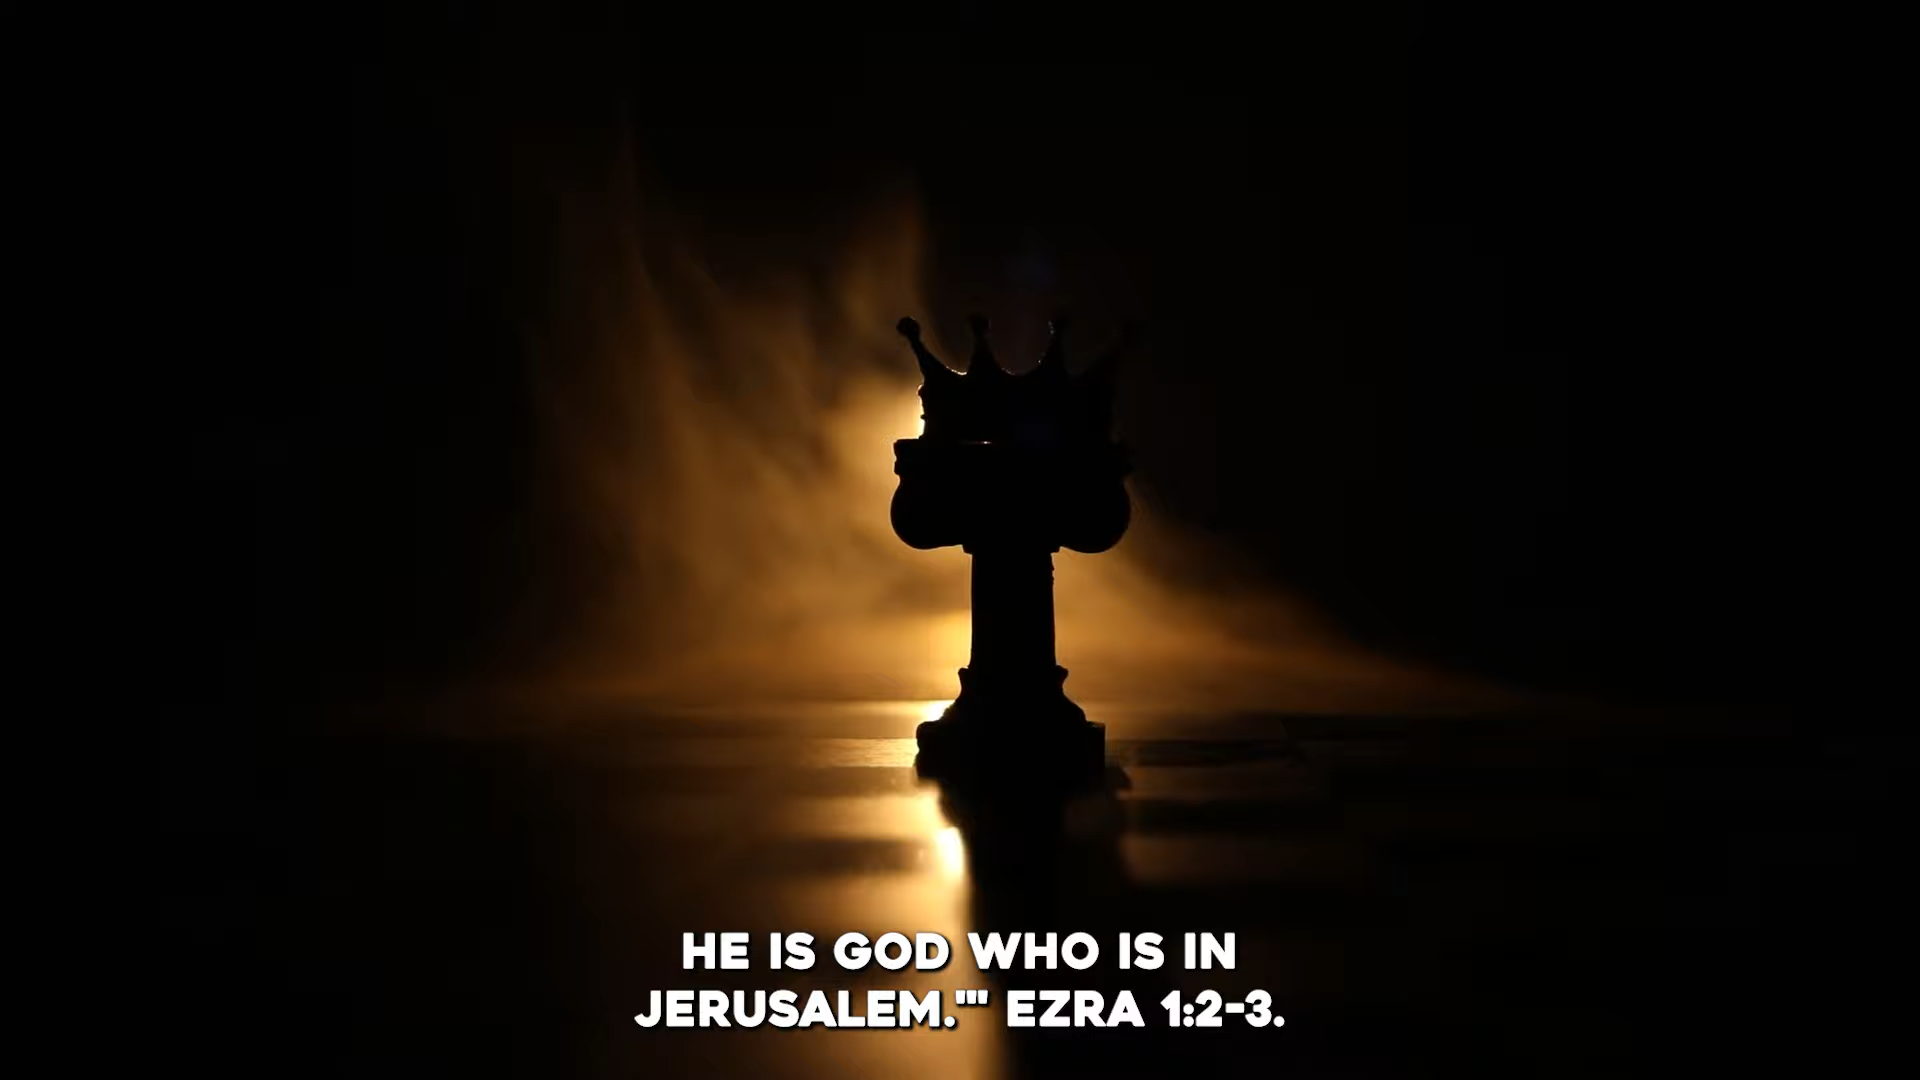 HE IS GOD WHO IS IN
JERUSALEM.'" EZRA 1:2-3.